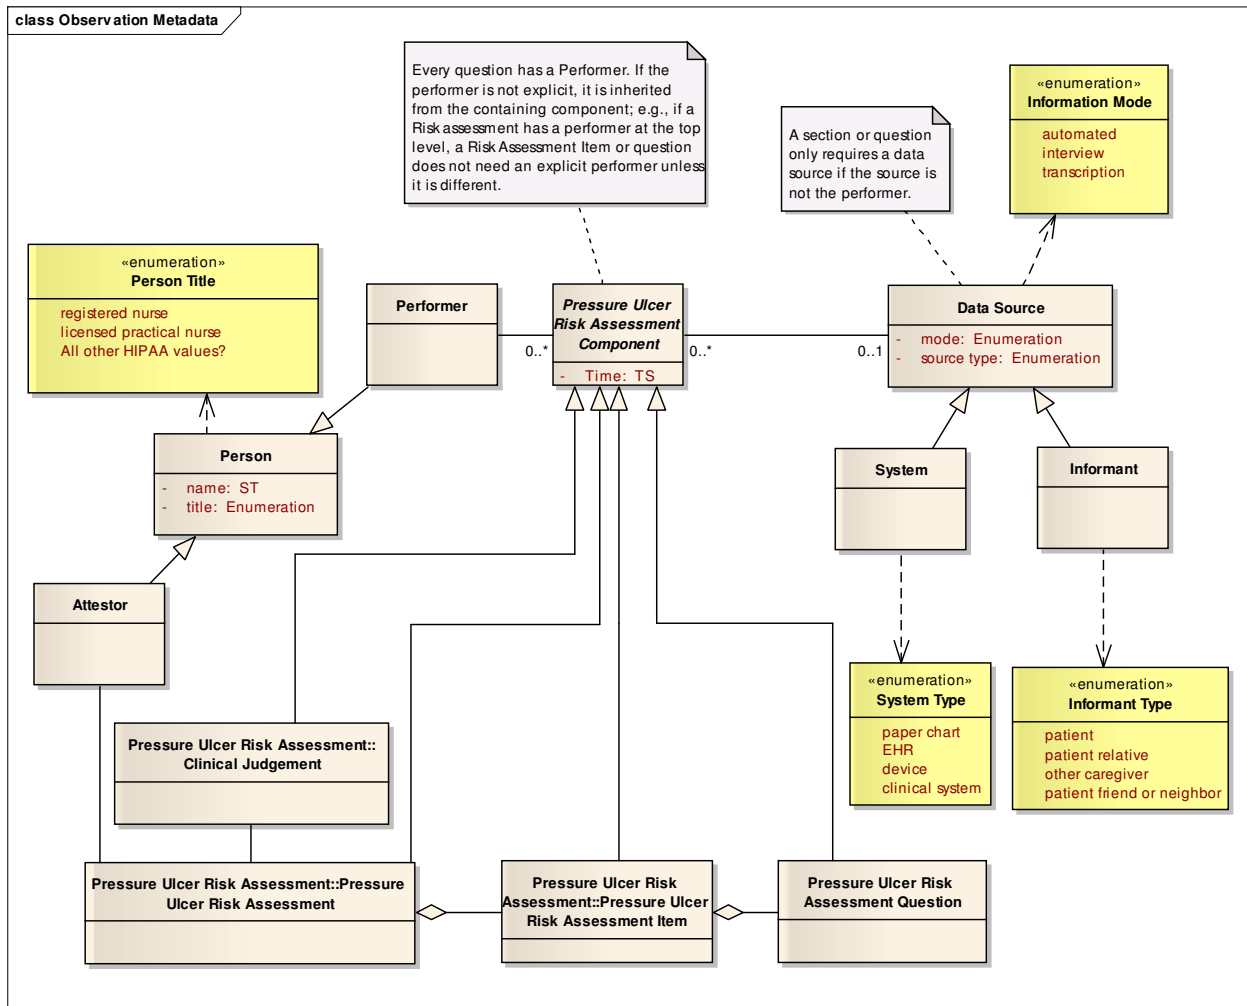 class Observation Metadata
Every question has a Performer. If the
performer is not explicit, it is inherited
from the containing component; e.g., if a
Risk assessment has a performer at the top
level, a Risk Assessment Item or question
does not need an explicit performer unless
it is different.
A section or question
only requires a data
source if the source is
not the performer.
«enumeration»
Information Mode
automated
interview
transcription
«enumeration»
Person Title
registered nurse
licensed practical nurse
All other HIPAA values?
Performer
Pressure Ulcer
Risk Assessment
Component
- Time: TS
0..*
0..*
0..1
Data Source
- mode: Enumeration
- source type: Enumeration
Person
- name: ST
- title: Enumeration
System
Informant
Attestor
«enumeration»
System Type
paper chart
EHR
device
clinical system
«enumeration»
Informant Type
patient
patient relative
other caregiver
patient friend or neighbor
Pressure Ulcer Risk Assessment::
Clinical Judgement
Pressure Ulcer Risk Assessment::Pressure
Ulcer Risk Assessment
Pressure Ulcer Risk
Assessment::Pressure Ulcer
Risk Assessment Item
Pressure Ulcer Risk
Assessment Question